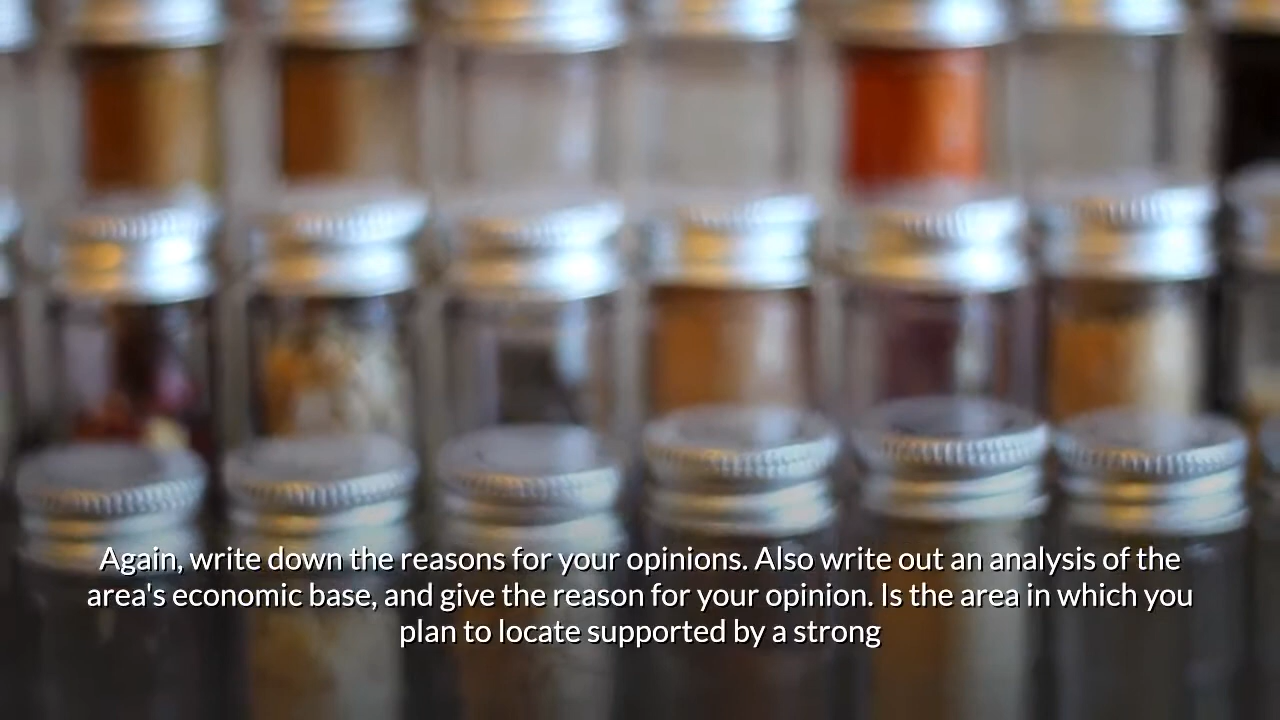 Again, write down the reasons for your opinions. Also write out an analysis of the
area's economic base, and give the reason for your opinion. Is the area in which you
plan to locate supported by a strong